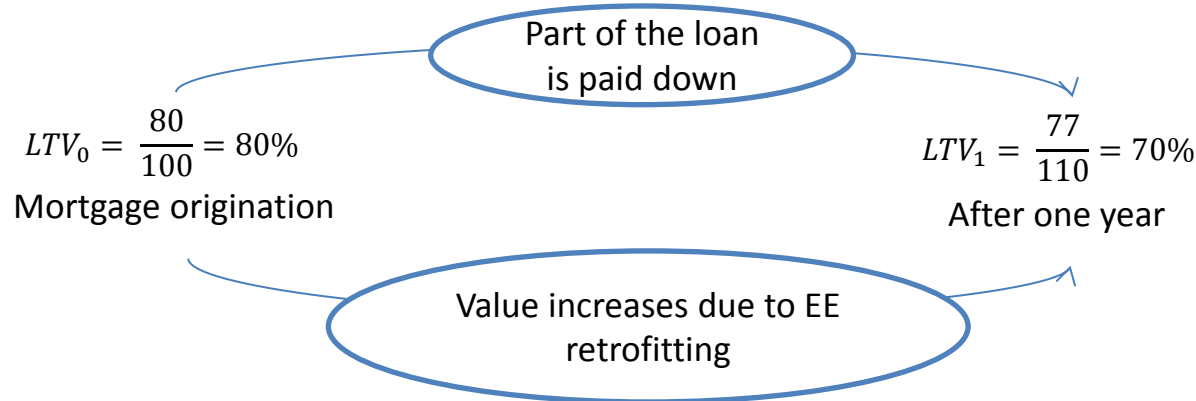 Part of the loan
is paid down
𝐿𝑇𝑉₀ = 80/100 = 80%
Mortgage origination
𝐿𝑇𝑉₁ = 77/110 = 70%
After one year
Value increases due to EE
retrofitting